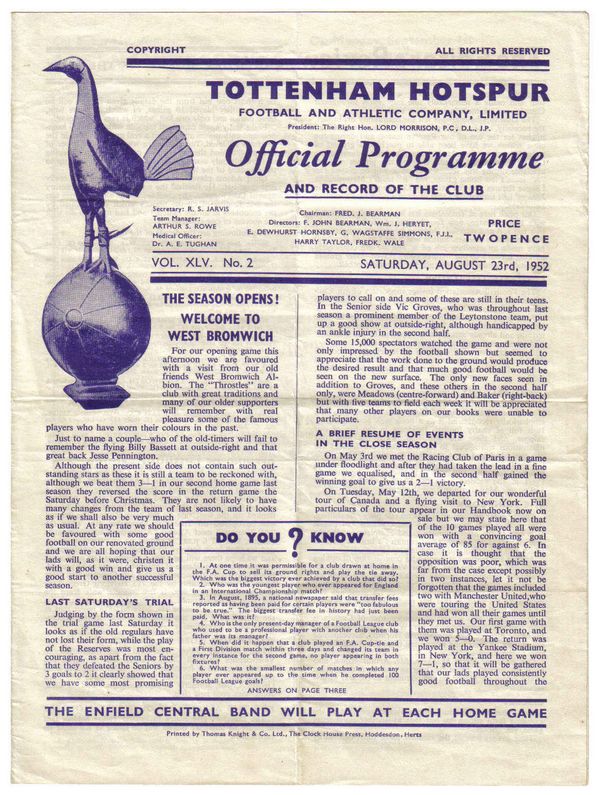 COPYRIGHT
ALL RIGHTS RESERVED
TOTTENHAM HOTSPUR
FOOTBALL AND ATHLETIC COMPANY, LIMITED
President: The Right Hon. LORD MORRISON, P.C., D.L., J.P.
Official Programme
AND RECORD OF THE CLUB
Secretary: R. S. JARVIS
Team Manager:
ARTHUR S. ROWE
Medical Officer:
Dr. A. E. TUGHAN
Chairman: FRED. J. BEARMAN
Directors: F. JOHN BEARMAN, Wm. J. HERYET,
E. DEWHURST HORNSBY, G. WAGSTAFFE SIMMONS, F.J.I.,
HARRY TAYLOR, FREDK. WALE
PRICE
TWOPENCE
VOL. XLV. No. 2
SATURDAY, AUGUST 23rd, 1952
THE SEASON OPENS!
WELCOME TO
WEST BROMWICH
For our opening game this
afternoon we are favoured
with a visit from our old
friends West Bromwich Al-
bion. The "Throstles" are a
club with great traditions and
many of our older supporters
will remember with real
pleasure some of the famous
players who have worn their colours in the past.
Just to name a couple—who of the old-timers will fail to
remember the flying Billy Bassett at outside-right and that
great back Jesse Pennington.
Although the present side does not contain such out-
standing stars as these it is still a team to be reckoned with,
although we beat them 3—1 in our second home game last
season they reversed the score in the return game the
Saturday before Christmas. They are not likely to have
many changes from the team of last season, and it looks
as if we shall also be very much
as usual. At any rate we should
be favoured with some good
football on our renovated ground
and we are all hoping that our
lads will, as it were, christen it
with a good win and give us a
good start to another successful
season.
LAST SATURDAY'S TRIAL
Judging by the form shown in
the trial game last Saturday it
looks as if the old regulars have
not lost their form, while the play
of the Reserves was most en-
couraging, as apart from the fact
that they defeated the Seniors by
3 goals to 2 it clearly showed that
we have some most promising
players to call on and some of these are still in their teens.
In the Senior side Vic Groves, who was throughout last
season a prominent member of the Leytonstone team, put
up a good show at outside-right, although handicapped by
an ankle injury in the second half.
Some 15,000 spectators watched the game and were not
only impressed by the football shown but seemed to
appreciate that the work done to the ground would produce
the desired result and that much good football would be
seen on the new surface. The only new faces seen in
addition to Groves, and these others in the second half
only, were Meadows (centre-forward) and Baker (right-back)
but with five teams to field each week it will be appreciated
that many other players on our books were unable to
participate.
A BRIEF RESUME OF EVENTS
IN THE CLOSE SEASON
On May 3rd we met the Racing Club of Paris in a game
under floodlight and after they had taken the lead in a fine
game we equalised, and in the second half gained the
winning goal to give us a 2—1 victory.
On Tuesday, May 12th, we departed for our wonderful
tour of Canada and a flying visit to New York. Full
particulars of the tour appear in our Handbook now on
sale but we may state here that
of the 10 games played all were
won with a convincing goal
average of 85 for against 6. In
case it is thought that the
opposition was poor, which was
far from the case except possibly
in two instances, let it not be
forgotten that the games included
two with Manchester United, who
were touring the United States
and had won all their games until
they met us. Our first game with
them was played at Toronto, and
we won 5—0. The return was
played at the Yankee Stadium,
in New York, and here we won
7—1, so that it will be gathered
that our lads played consistently
good football throughout the
DO YOU ? KNOW
1. At one time it was permissible for a club drawn at home in
the F.A. Cup to sell its ground rights and play the tie away.
Which was the biggest victory ever achieved by a club that did so?
2. Who was the youngest player who ever appeared for England
in an International Championship match?
3. In August, 1895, a national newspaper said that transfer fees
reported as having been paid for certain players were "too fabulous
to be true." The biggest transfer fee in history had just been
paid. What was it?
4. Who is the only present-day manager of a Football League club
who used to be a professional player with another club when his
father was its manager?
5. When did it happen that a club played an F.A. Cup-tie and
a First Division match within three days and changed its team in
every instance for the second game, no player appearing in both
fixtures?
6. What was the smallest number of matches in which any
player ever appeared up to the time when he completed 100
Football League goals?
ANSWERS ON PAGE THREE
THE ENFIELD CENTRAL BAND WILL PLAY AT EACH HOME GAME
Printed by Thomas Knight & Co. Ltd., The Clock House Press, Hoddesdon, Herts